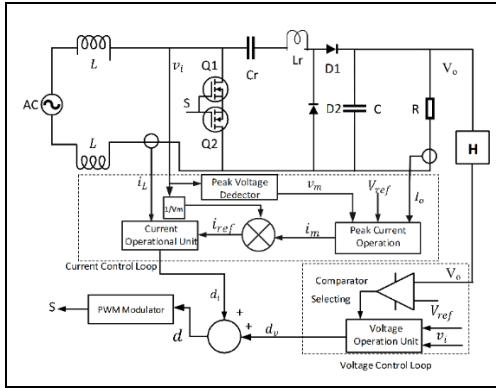 L
v_i
Q1
Cr
Lr
D1
V_o
AC
S
D2
C
R
Q2
L
H
i_L
Peak Voltage
Dedector
v_m
V_ref
I_o
1/Vm
Current
Operational Unit
i_ref
i_m
Peak Current
Operation
Current Control Loop
Comparator
Selecting
V_o
V_ref
d_i
S
PWM Modulator
d
+
+
d_v
Voltage
Operation Unit
v_i
Voltage Control Loop